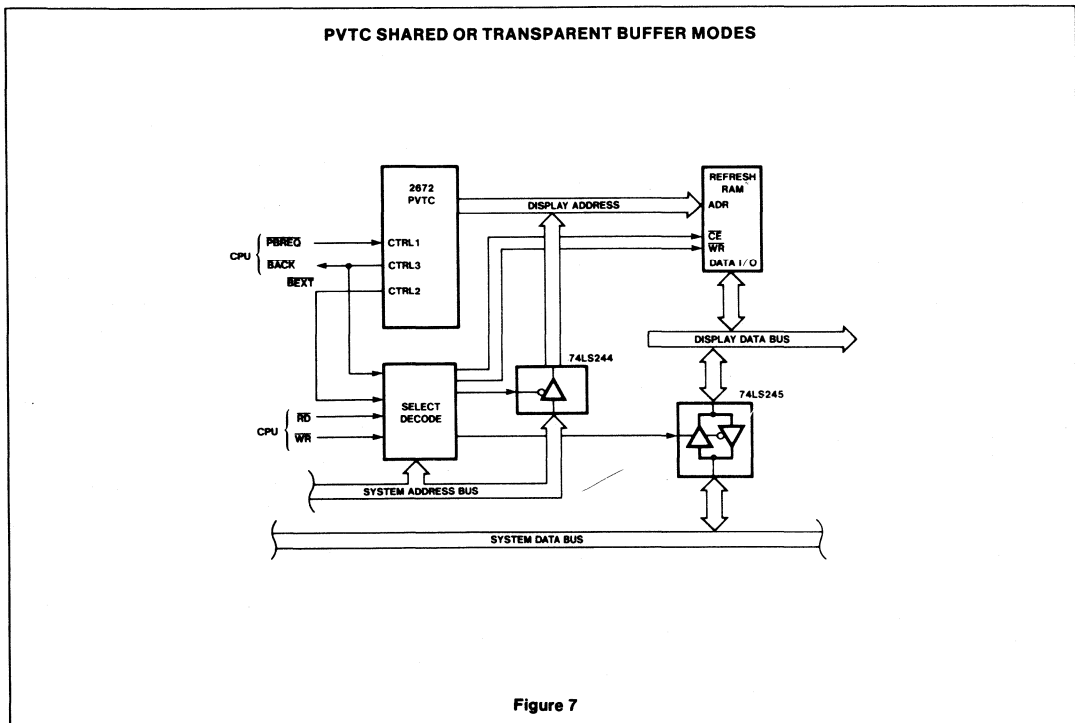 PVTC SHARED OR TRANSPARENT BUFFER MODES
2672
PVTC
REFRESH
RAM
DISPLAY ADDRESS
ADR
CPU
PBREQ
CTRL1
BACK
CTRL3
BEXT
CTRL2
CE
WR
DATA I/O
DISPLAY DATA BUS
74LS244
74LS245
SELECT
DECODE
CPU
RD
WR
SYSTEM ADDRESS BUS
SYSTEM DATA BUS
Figure 7